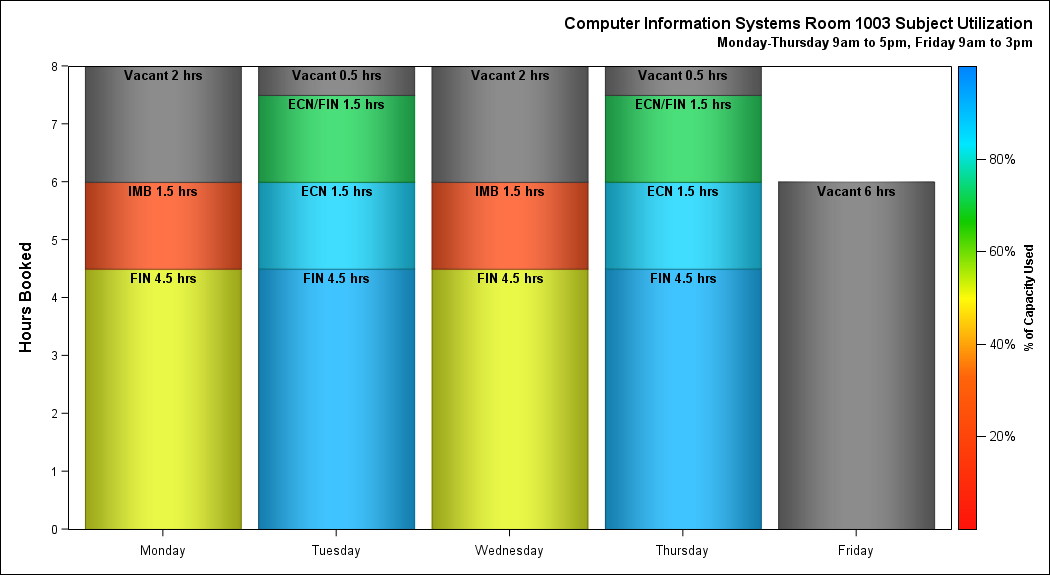 Computer Information Systems Room 1003 Subject Utilization
Monday-Thursday 9am to 5pm, Friday 9am to 3pm
Hours Booked
8
7
6
5
4
3
2
1
0
Vacant 2 hrs
IMB 1.5 hrs
FIN 4.5 hrs
Vacant 0.5 hrs
ECN/FIN 1.5 hrs
ECN 1.5 hrs
FIN 4.5 hrs
Vacant 2 hrs
IMB 1.5 hrs
FIN 4.5 hrs
Vacant 0.5 hrs
ECN/FIN 1.5 hrs
ECN 1.5 hrs
FIN 4.5 hrs
Vacant 6 hrs
Monday
Tuesday
Wednesday
Thursday
Friday
80%
60%
40%
20%
% of Capacity Used